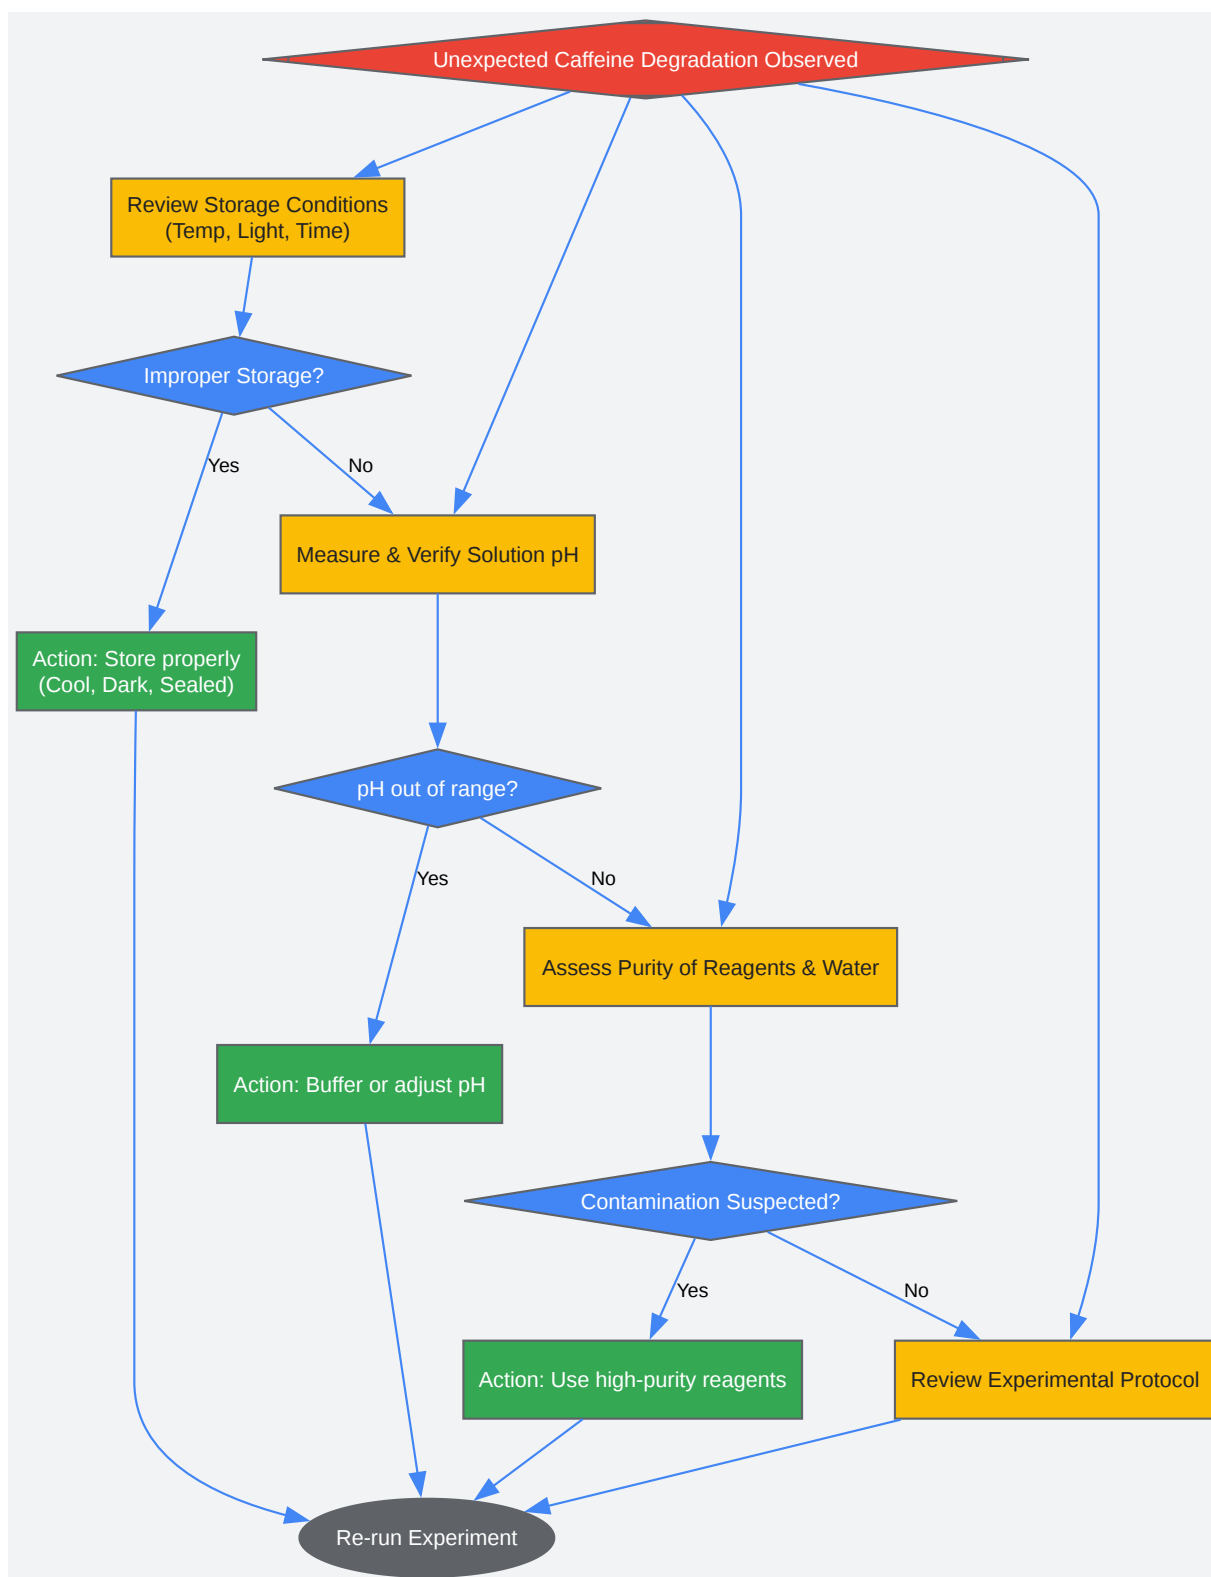 Unexpected Caffeine Degradation Observed
Review Storage Conditions
(Temp, Light, Time)
Improper Storage?
Yes
No
Measure & Verify Solution pH
Action: Store properly
(Cool, Dark, Sealed)
pH out of range?
Yes
No
Assess Purity of Reagents & Water
Action: Buffer or adjust pH
Contamination Suspected?
Yes
No
Action: Use high-purity reagents
Review Experimental Protocol
Re-run Experiment